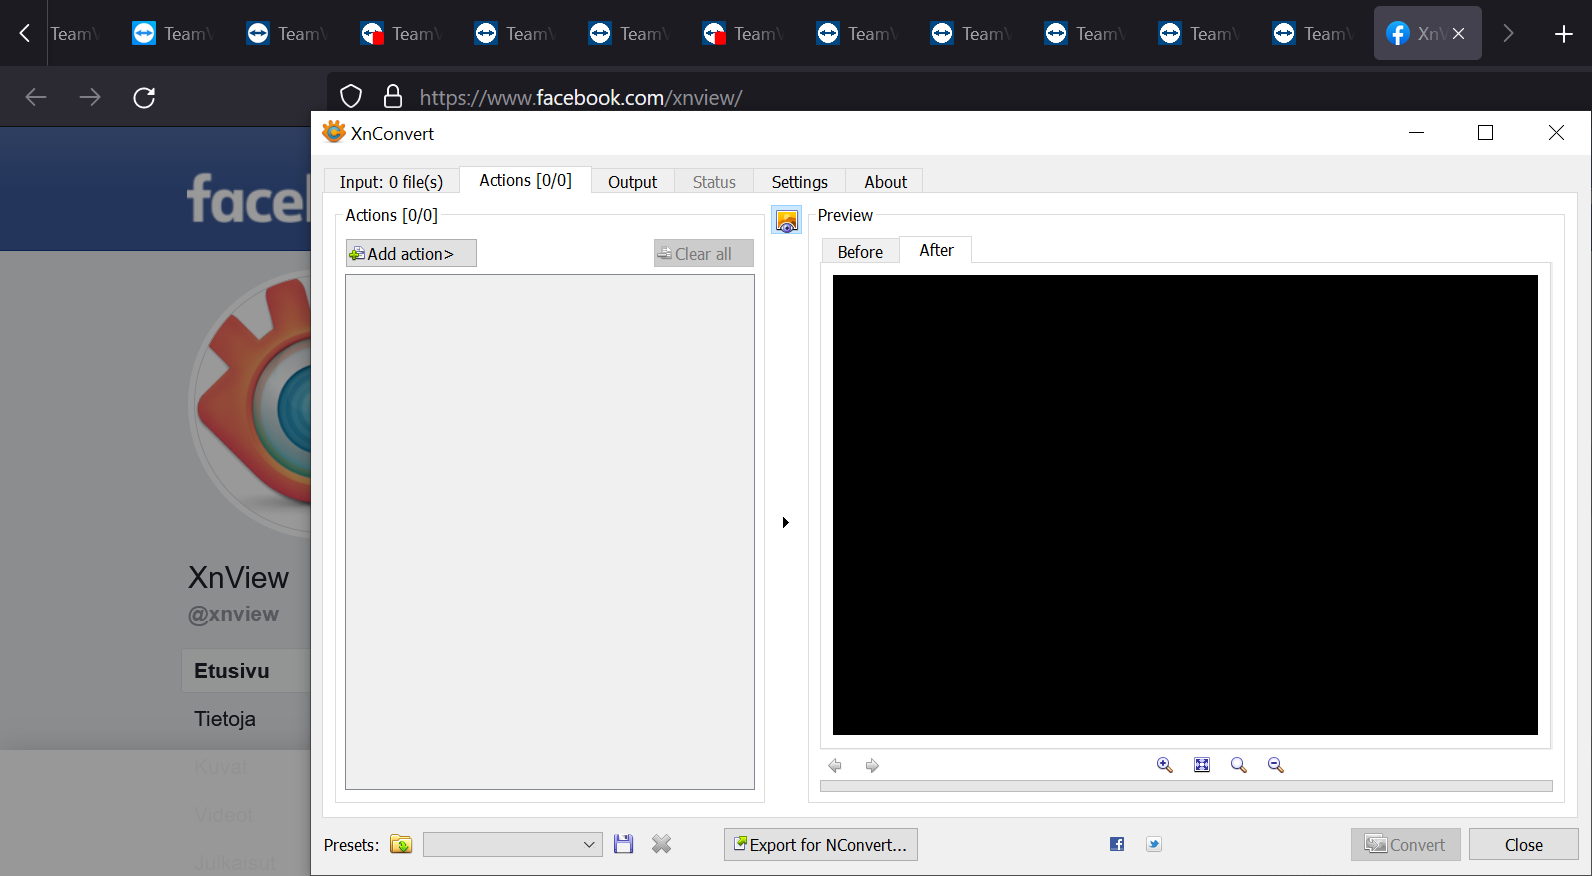 TeamV TeamV TeamV TeamV TeamV TeamV TeamV TeamV TeamV TeamV TeamV TeamV XnV
https://www.facebook.com/xnview/
XnConvert
Input: 0 file(s) Actions [0/0] Output Status Settings About
Actions [0/0] Preview
Add action> Clear all Before After
XnView
@xnview
Etusivu
Tietoja
Kuvat
Videot
Julkaisut
Presets: Export for NConvert... Convert Close